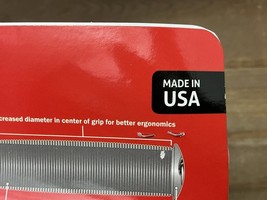 MADE IN
USA
creased diameter in center of grip for better ergonomics